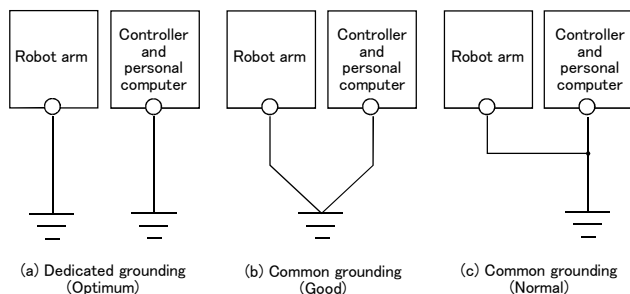 Robot arm
Controller
and
personal
computer
Robot arm
Controller
and
personal
computer
Robot arm
Controller
and
personal
computer
(a) Dedicated grounding
(Optimum)
(b) Common grounding
(Good)
(c) Common grounding
(Normal)